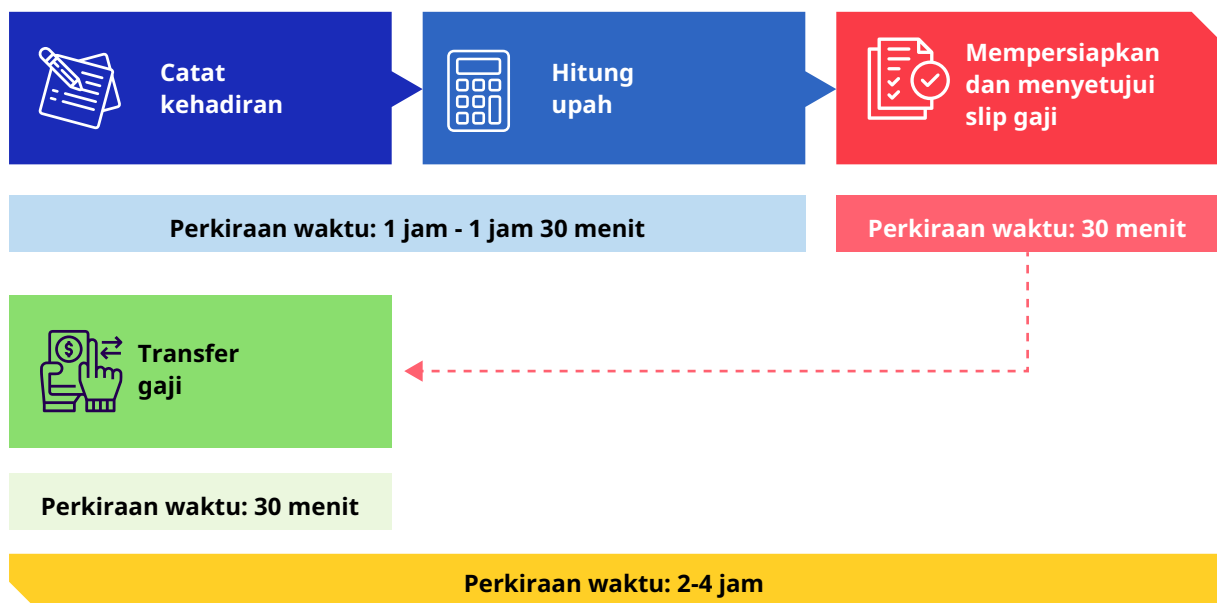 Catat
kehadiran
Hitung
upah
Mempersiapkan
dan menyetujui
slip gaji
Perkiraan waktu: 1 jam - 1 jam 30 menit
Perkiraan waktu: 30 menit
Transfer
gaji
Perkiraan waktu: 30 menit
Perkiraan waktu: 2-4 jam